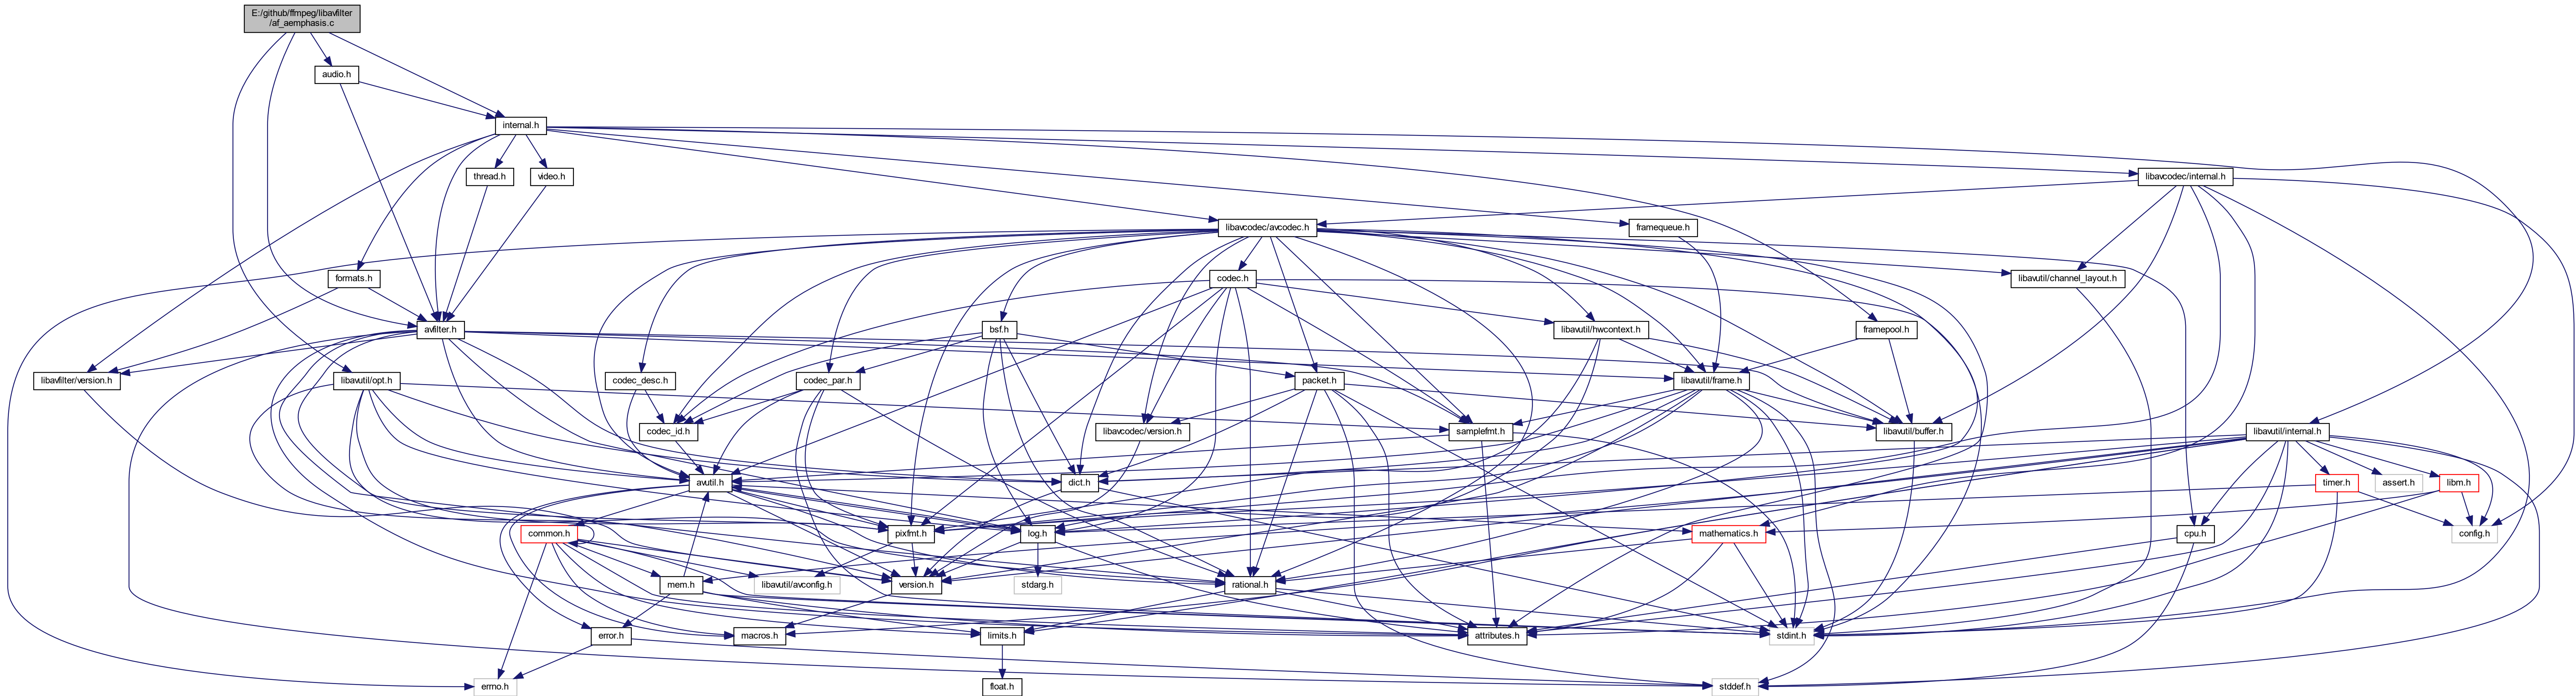 E:/github/ffmpeg/libavfilter
/af_aemphasis.c
audio.h
internal.h
thread.h
video.h
libavcodec/internal.h
libavcodec/avcodec.h
framequeue.h
formats.h
codec.h
libavutil/channel_layout.h
avfilter.h
bsf.h
libavutil/hwcontext.h
framepool.h
libavfilter/version.h
libavutil/opt.h
codec_desc.h
codec_par.h
packet.h
libavutil/frame.h
codec_id.h
libavcodec/version.h
samplefmt.h
libavutil/buffer.h
libavutil/internal.h
avutil.h
dict.h
timer.h
assert.h
libm.h
common.h
pixfmt.h
log.h
mathematics.h
cpu.h
config.h
mem.h
libavutil/avconfig.h
version.h
stdarg.h
rational.h
error.h
macros.h
limits.h
attributes.h
stdint.h
errno.h
float.h
stddef.h